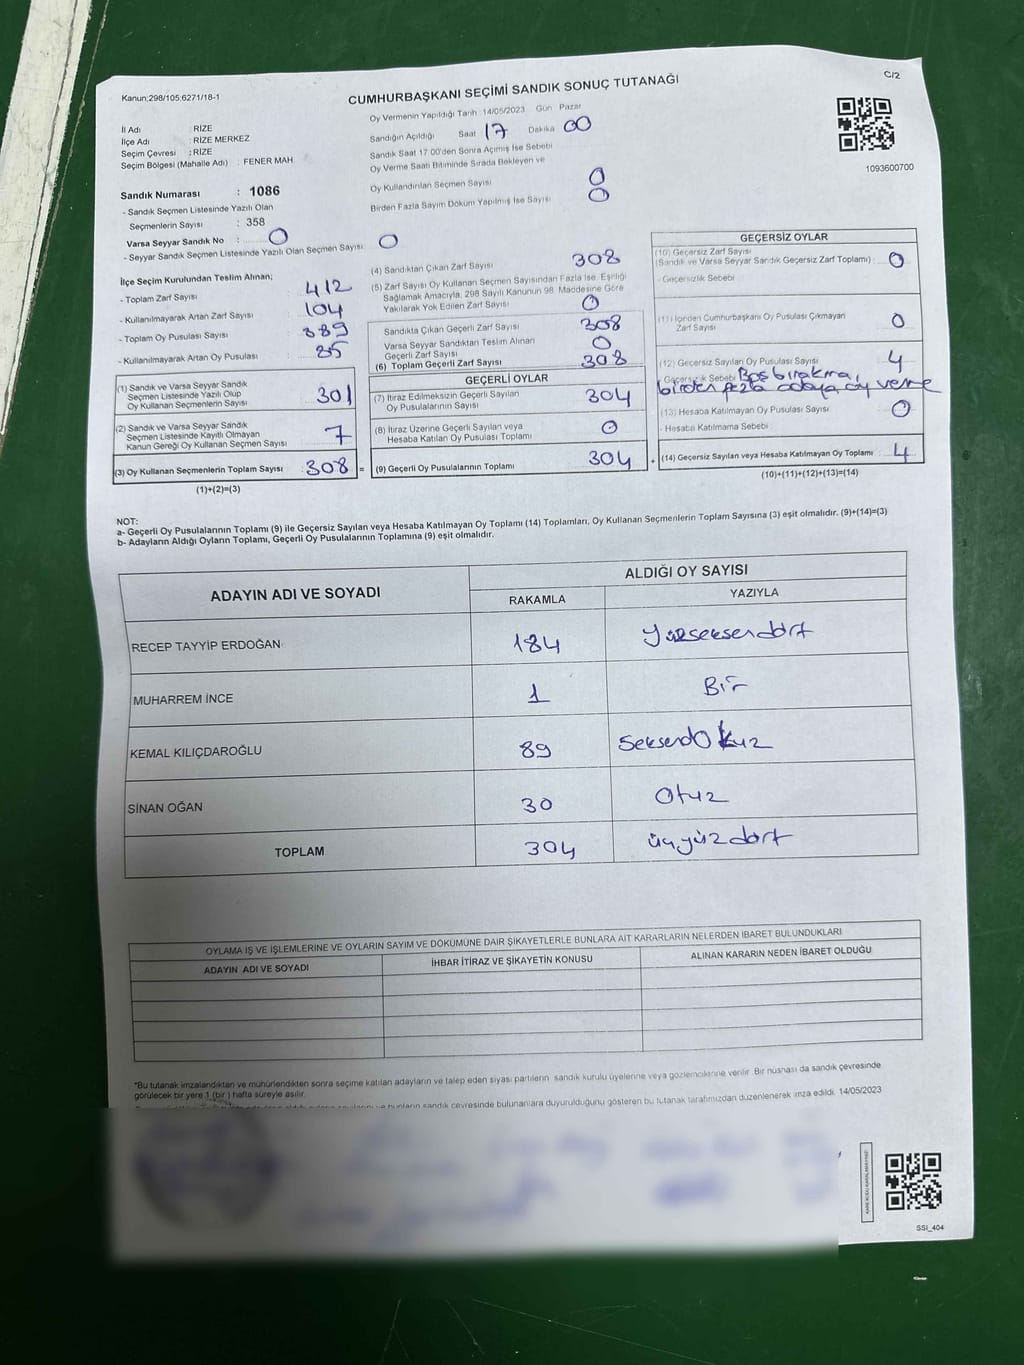 C/2
Kanun:298/105;6271/18-1
CUMHURBAŞKANI SEÇİMİ SANDIK SONUÇ TUTANAĞI
İl Adı : RİZE
İlçe Adı : RİZE MERKEZ
Seçim Çevresi : RİZE
Seçim Bölgesi (Mahalle Adı) : FENER MAH
Sandık Numarası : 1086
- Sandık Seçmen Listesinde Yazılı Olan
Seçmenlerin Sayısı : 358
Varsa Seyyar Sandık No : 0
- Seyyar Sandık Seçmen Listesinde Yazılı Olan Seçmen Sayısı : 0
Oy Vermenin Yapıldığı Tarih 14/05/2023 Gün Pazar
Sandığın Açıldığı Saat 17 Dakika 00
Sandık Saat 17:00'den Sonra Açılmış İse Sebebi
Oy Verme Saati Bitiminde Sırada Bekleyen ve
Oy Kullandırılan Seçmen Sayısı 0
Birden Fazla Sayım Döküm Yapılmış İse Sayısı 0
1093600700
İlçe Seçim Kurulundan Teslim Alınan;
- Toplam Zarf Sayısı 412
- Kullanılmayarak Artan Zarf Sayısı 104
- Toplam Oy Pusulası Sayısı 389
- Kullanılmayarak Artan Oy Pusulası 85
(1) Sandık ve Varsa Seyyar Sandık
Seçmen Listesinde Yazılı Olup
Oy Kullanan Seçmenlerin Sayısı 301
(2) Sandık ve Varsa Seyyar Sandık
Seçmen Listesinde Kayıtlı Olmayan
Kanun Gereği Oy Kullanan Seçmen Sayısı 7
(3) Oy Kullanan Seçmenlerin Toplam Sayısı : 308 =
(1)+(2)=(3)
(4) Sandıktan Çıkan Zarf Sayısı 308
(5) Zarf Sayısı Oy Kullanan Seçmen Sayısından Fazla İse, Eşitliği
Sağlamak Amacıyla, 298 Sayılı Kanunun 98. Maddesine Göre
Yakılarak Yok Edilen Zarf Sayısı 0
Sandıkta Çıkan Geçerli Zarf Sayısı 308
Varsa Seyyar Sandıktan Teslim Alınan
Geçerli Zarf Sayısı 0
(6) Toplam Geçerli Zarf Sayısı 308
GEÇERLİ OYLAR
(7) İtiraz Edilmeksizin Geçerli Sayılan
Oy Pusulalarının Sayısı 304
(8) İtiraz Üzerine Geçerli Sayılan veya
Hesaba Katılan Oy Pusulası Toplamı 0
(9) Geçerli Oy Pusulalarının Toplamı 304 +
GEÇERSİZ OYLAR
(10) Geçersiz Zarf Sayısı
(Sandık ve Varsa Seyyar Sandık Geçersiz Zarf Toplamı) : 0
- Geçersizlik Sebebi
(11) İçinden Cumhurbaşkanı Oy Pusulası Çıkmayan
Zarf Sayısı 0
(12) Geçersiz Sayılan Oy Pusulası Sayısı 4
- Geçersizlik Sebebi Boş bırakma,
birden fazla adaya oy verme
(13) Hesaba Katılmayan Oy Pusulası Sayısı 0
- Hesaba Katılmama Sebebi
(14) Geçersiz Sayılan veya Hesaba Katılmayan Oy Toplamı : 4
(10)+(11)+(12)+(13)=(14)
NOT:
a- Geçerli Oy Pusulalarının Toplamı (9) ile Geçersiz Sayılan veya Hesaba Katılmayan Oy Toplamı (14) Toplamları, Oy Kullanan Seçmenlerin Toplam Sayısına (3) eşit olmalıdır. (9)+(14)=(3)
b- Adayların Aldığı Oyların Toplamı, Geçerli Oy Pusulalarının Toplamına (9) eşit olmalıdır.
ADAYIN ADI VE SOYADI ALDIĞI OY SAYISI
RAKAMLA YAZIYLA
RECEP TAYYİP ERDOĞAN 184 Yüzseksendört
MUHARREM İNCE 1 Bir
KEMAL KILIÇDAROĞLU 89 Seksendokuz
SİNAN OĞAN 30 Otuz
TOPLAM 304 üçyüzdört
OYLAMA İŞ VE İŞLEMLERİNE VE OYLARIN SAYIM VE DÖKÜMÜNE DAİR ŞİKAYETLERLE BUNLARA AİT KARARLARIN NELERDEN İBARET BULUNDUKLARI
ADAYIN ADI VE SOYADI İHBAR İTİRAZ VE ŞİKAYETİN KONUSU ALINAN KARARIN NEDEN İBARET OLDUĞU
*Bu tutanak imzalandıktan ve mühürlendikten sonra seçime katılan adayların ve talep eden siyasi partilerin sandık kurulu üyelerine veya gözlemcilerine verilir. Bir nüshası da sandık çevresinde
görülecek bir yere 1 (bir) hafta süreyle asılır.
bunların sandık çevresinde bulunanlara duyurulduğunu gösteren bu tutanak tarafımızdan düzenlenerek imza edildi. 14/05/2023
SSI_404